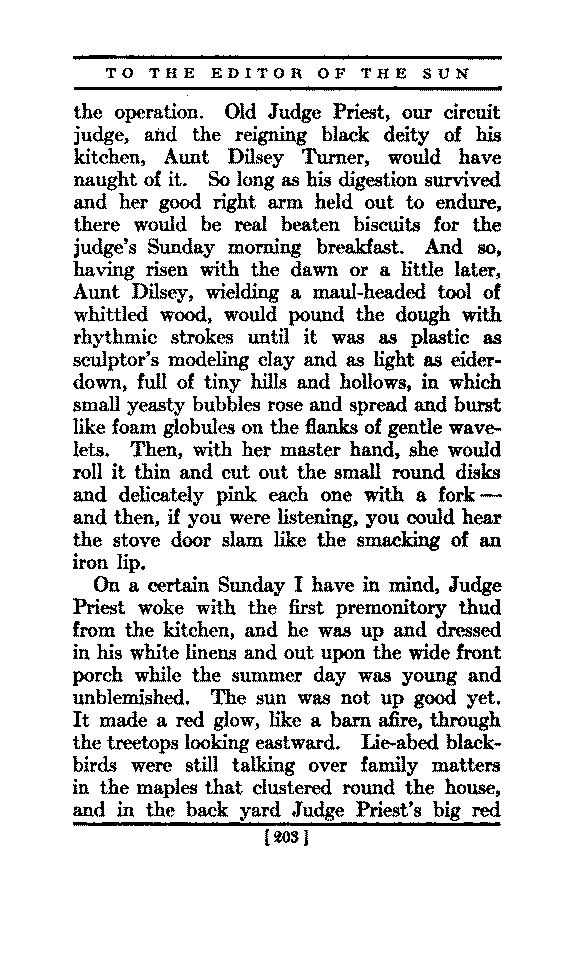 TO THE EDITOR OF THE SUN
the operation. Old Judge Priest, our circuit
judge, and the reigning black deity of his
kitchen, Aunt Dilsey Turner, would have
naught of it. So long as his digestion survived
and her good right arm held out to endure,
there would be real beaten biscuits for the
judge's Sunday morning breakfast. And so,
having risen with the dawn or a little later,
Aunt Dilsey, wielding a maul-headed tool of
whittled wood, would pound the dough with
rhythmic strokes until it was as plastic as
sculptor's modeling clay and as light as eider-
down, full of tiny hills and hollows, in which
small yeasty bubbles rose and spread and burst
like foam globules on the flanks of gentle wave-
lets. Then, with her master hand, she would
roll it thin and cut out the small round disks
and delicately pink each one with a fork—
and then, if you were listening, you could hear
the stove door slam like the smacking of an
iron lip.
On a certain Sunday I have in mind, Judge
Priest woke with the first premonitory thud
from the kitchen, and he was up and dressed
in his white linens and out upon the wide front
porch while the summer day was young and
unblemished. The sun was not up good yet.
It made a red glow, like a barn afire, through
the treetops looking eastward. Lie-abed black-
birds were still talking over family matters
in the maples that clustered round the house,
and in the back yard Judge Priest's big red
[203]